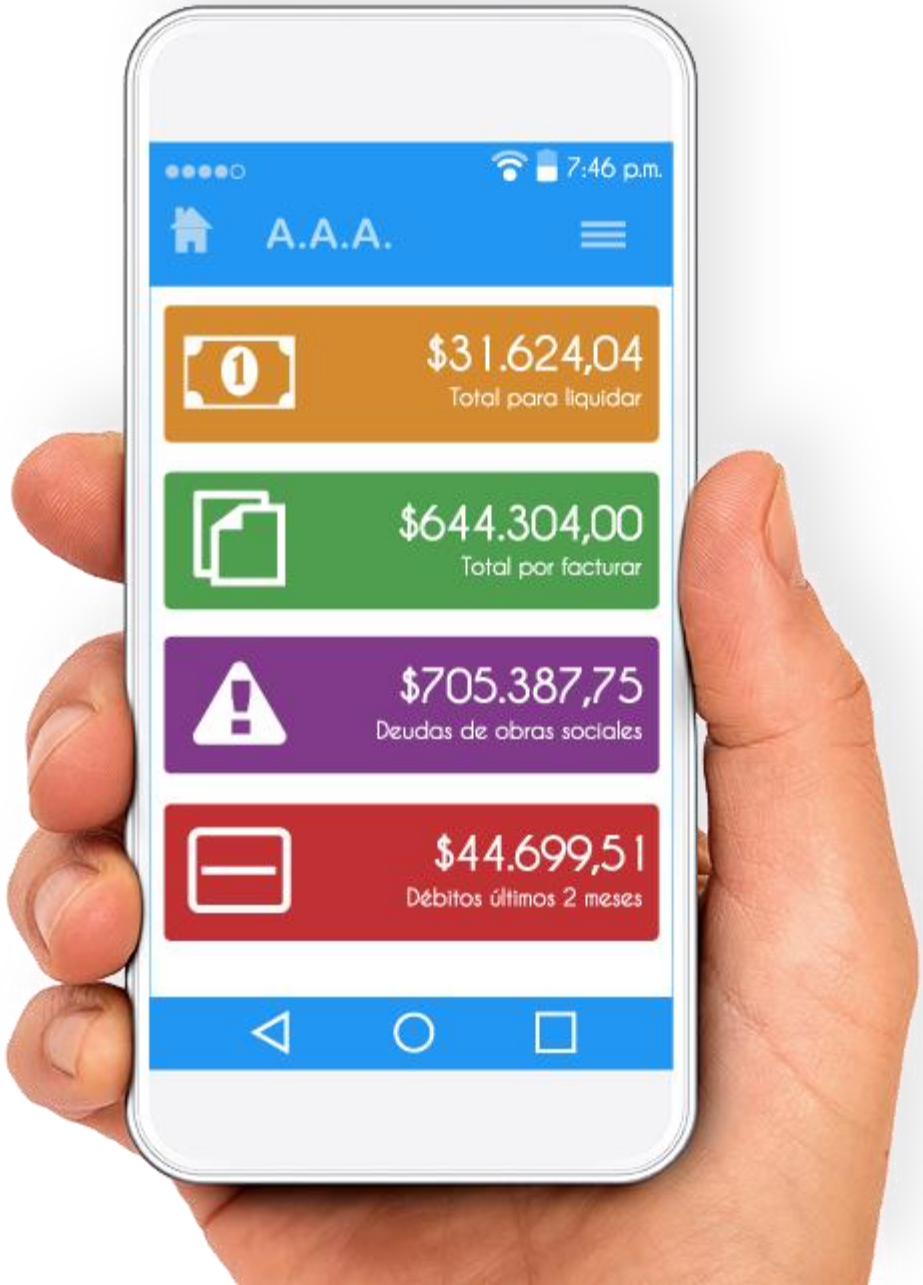 7:46 p.m.
A.A.A.
1
$31.624,04
Total para liquidar
$644.304,00
Total por facturar
$705.387,75
Deudas de obras sociales
$44.699,51
Débitos últimos 2 meses